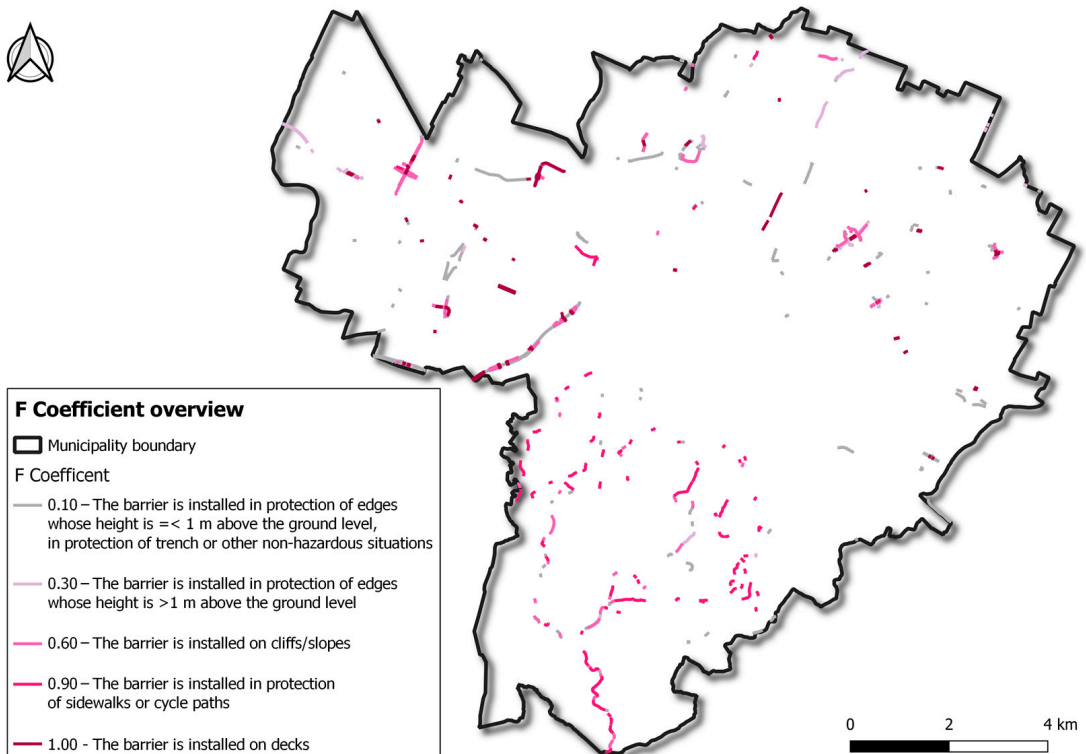 F Coefficient overview
Municipality boundary
F Coefficent
0.10 – The barrier is installed in protection of edges
whose height is =< 1 m above the ground level,
in protection of trench or other non-hazardous situations
0.30 – The barrier is installed in protection of edges
whose height is >1 m above the ground level
0.60 – The barrier is installed on cliffs/slopes
0.90 – The barrier is installed in protection
of sidewalks or cycle paths
1.00 - The barrier is installed on decks
0 2 4 km